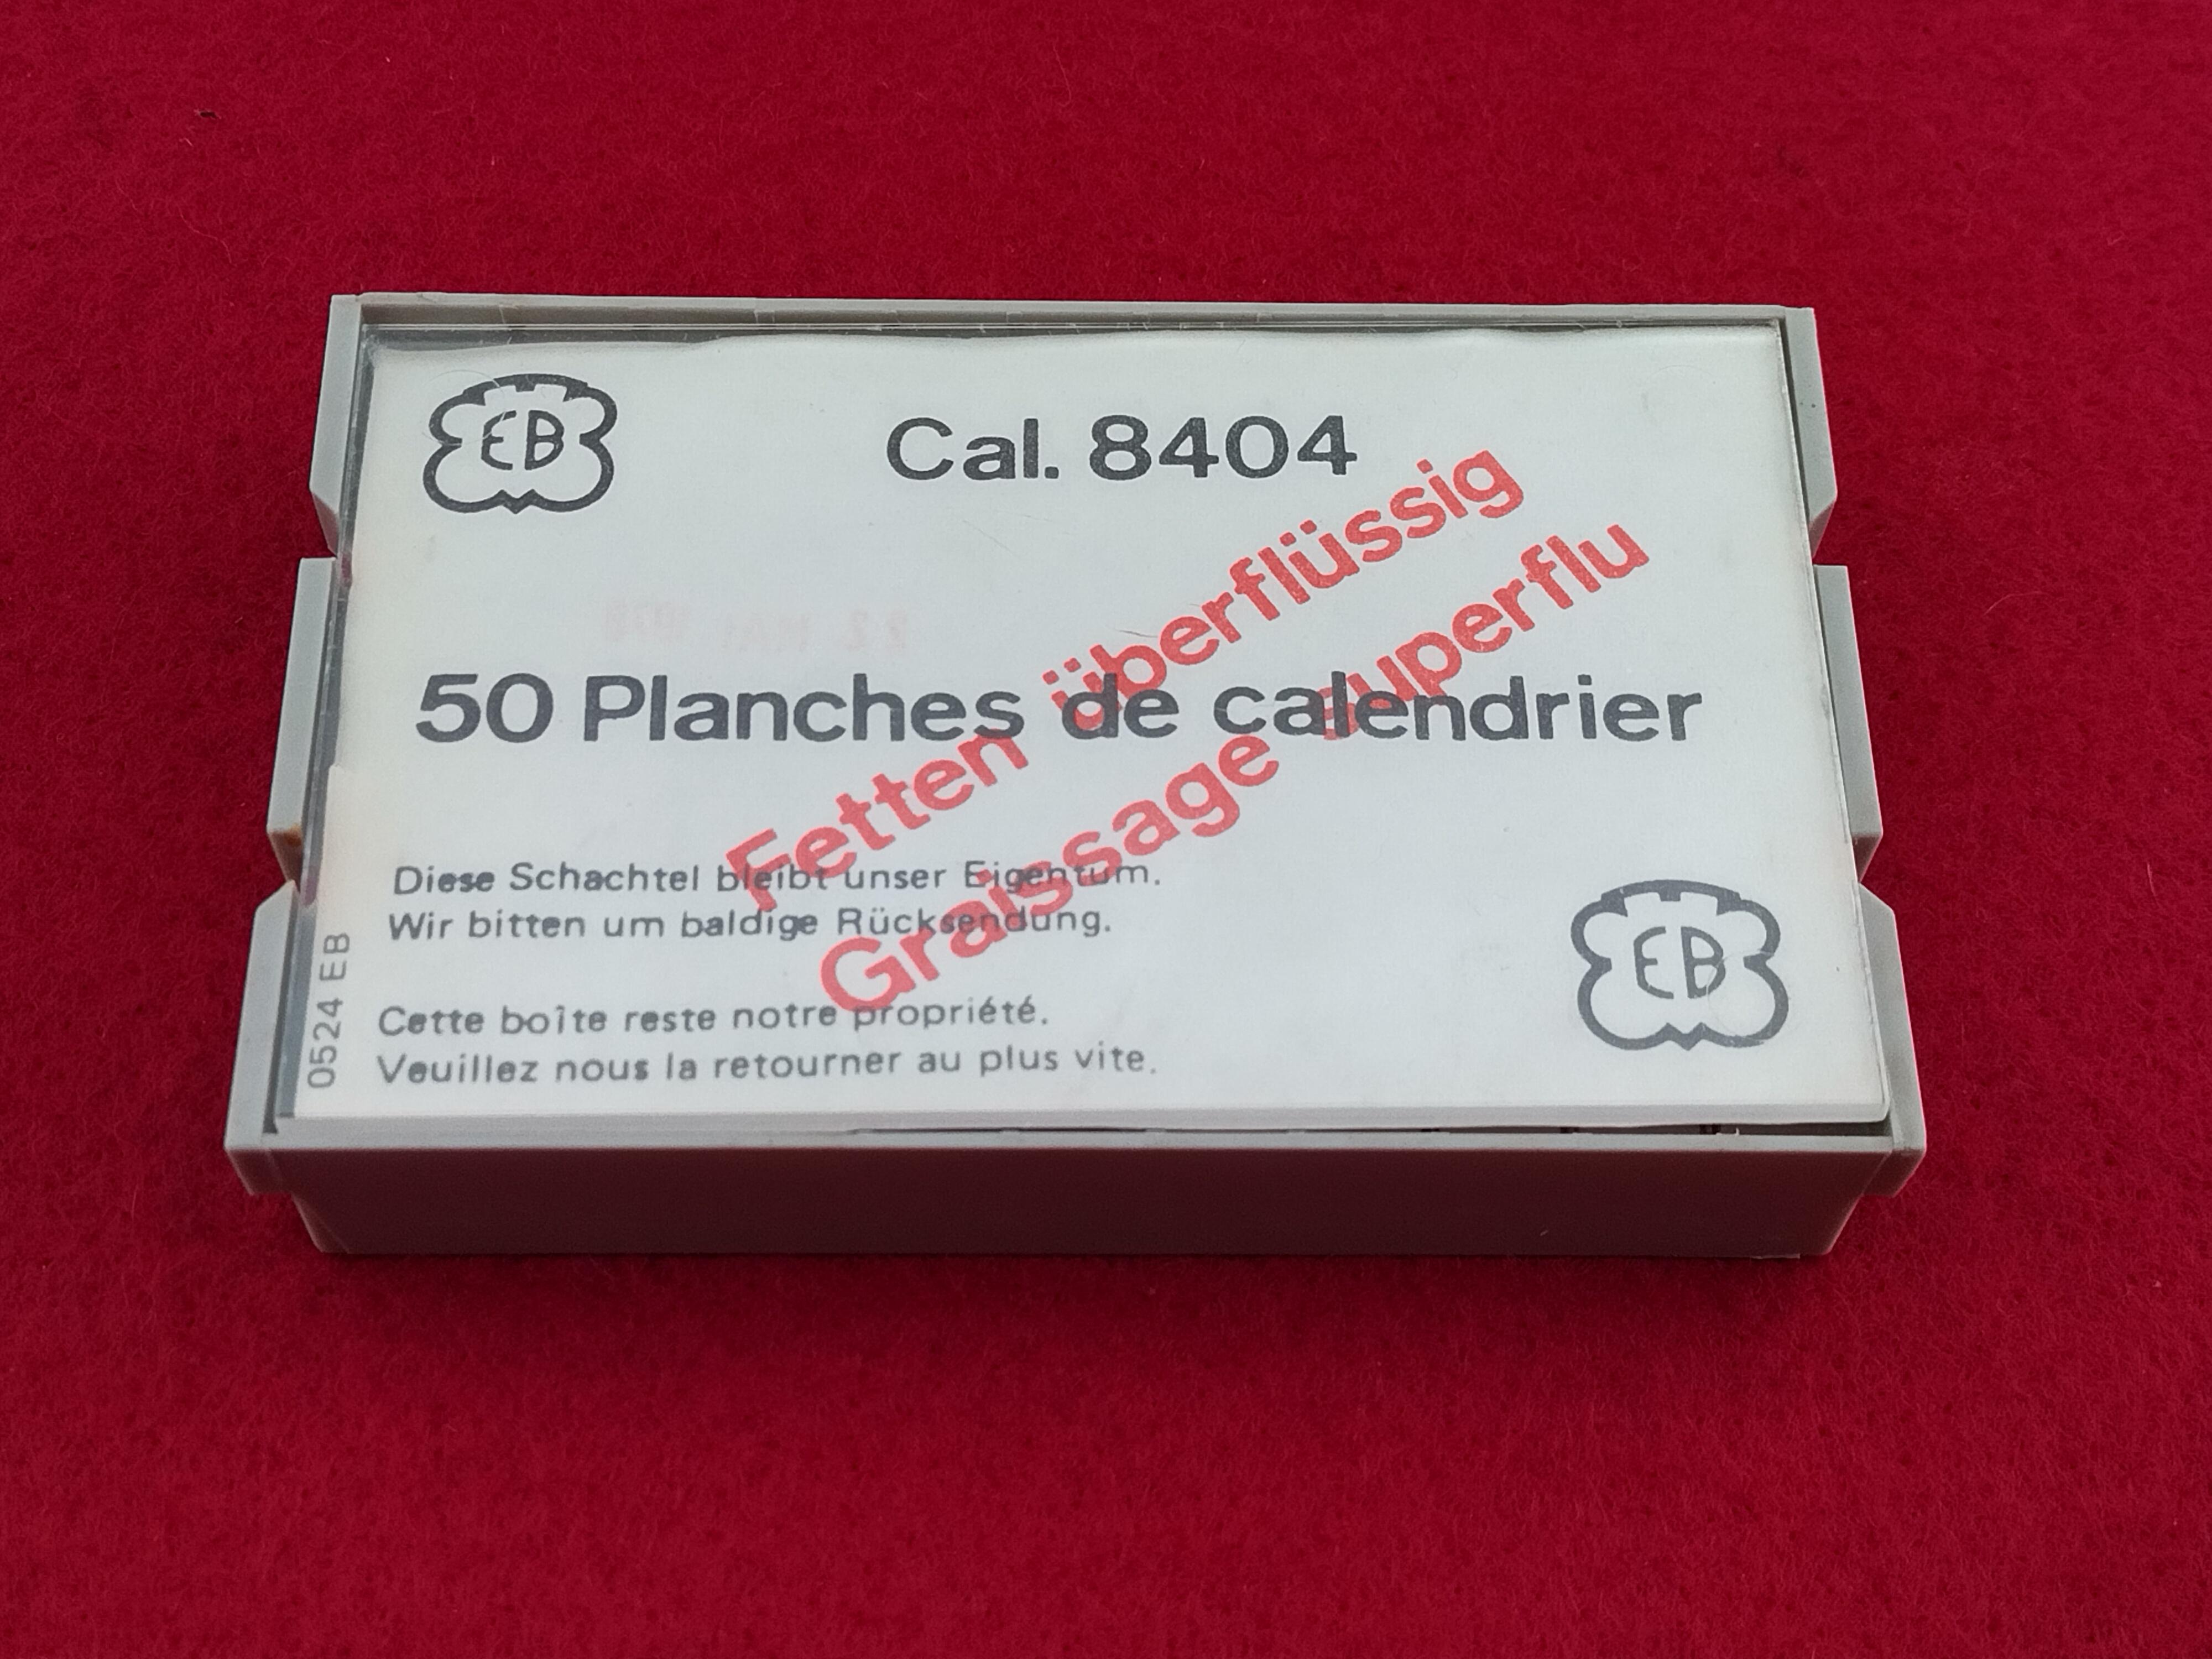 EB
Cal. 8404
50 Planches de calendrier
Fetten überflüssig
Graissage superflu
Diese Schachtel bleibt unser Eigentum.
Wir bitten um baldige Rücksendung.
Cette boîte reste notre propriété.
Veuillez nous la retourner au plus vite.
0524 EB
EB